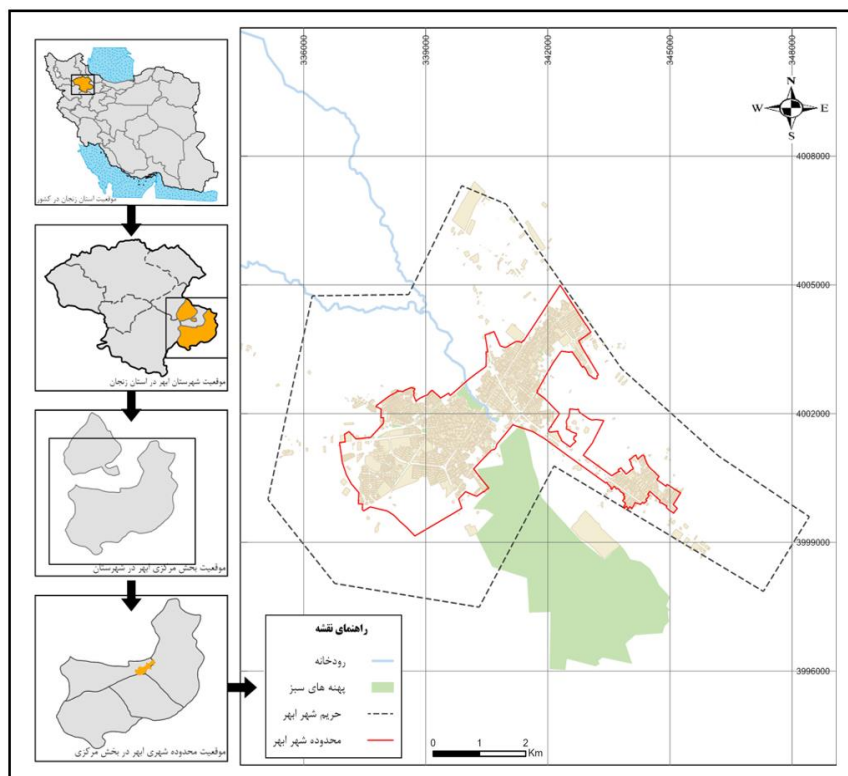 موقعیت استان زنجان در کشور
موقعیت شهرستان ابهر در استان زنجان
موقعیت بخش مرکزی ابهر در شهرستان
موقعیت محدوده شهری ابهر در بخش مرکزی
336000
339000
342000
345000
348000
N
W
E
S
4008000
4005000
4002000
3999000
3996000
راهنمای نقشه
رودخانه
پهنه های سبز
حریم شهر ابهر
محدوده شهر ابهر
0 1 2
Km